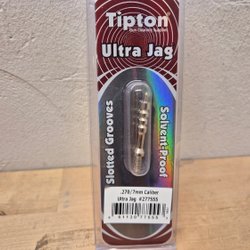 Tipton
Gun Cleaning Supplies
Ultra Jag
Slotted Grooves
Solvent Proof
.270/7mm Caliber
Ultra Jag #277555